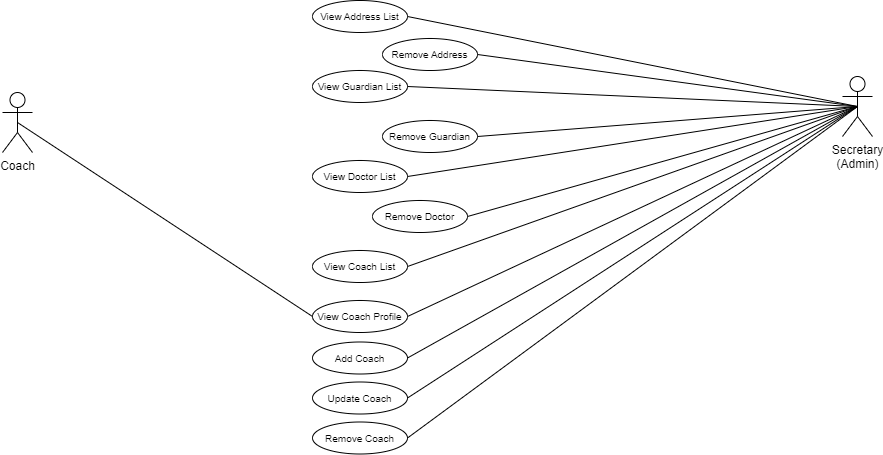 View Address List
Remove Address
View Guardian List
Remove Guardian
Coach
Secretary
(Admin)
View Doctor List
Remove Doctor
View Coach List
View Coach Profile
Add Coach
Update Coach
Remove Coach